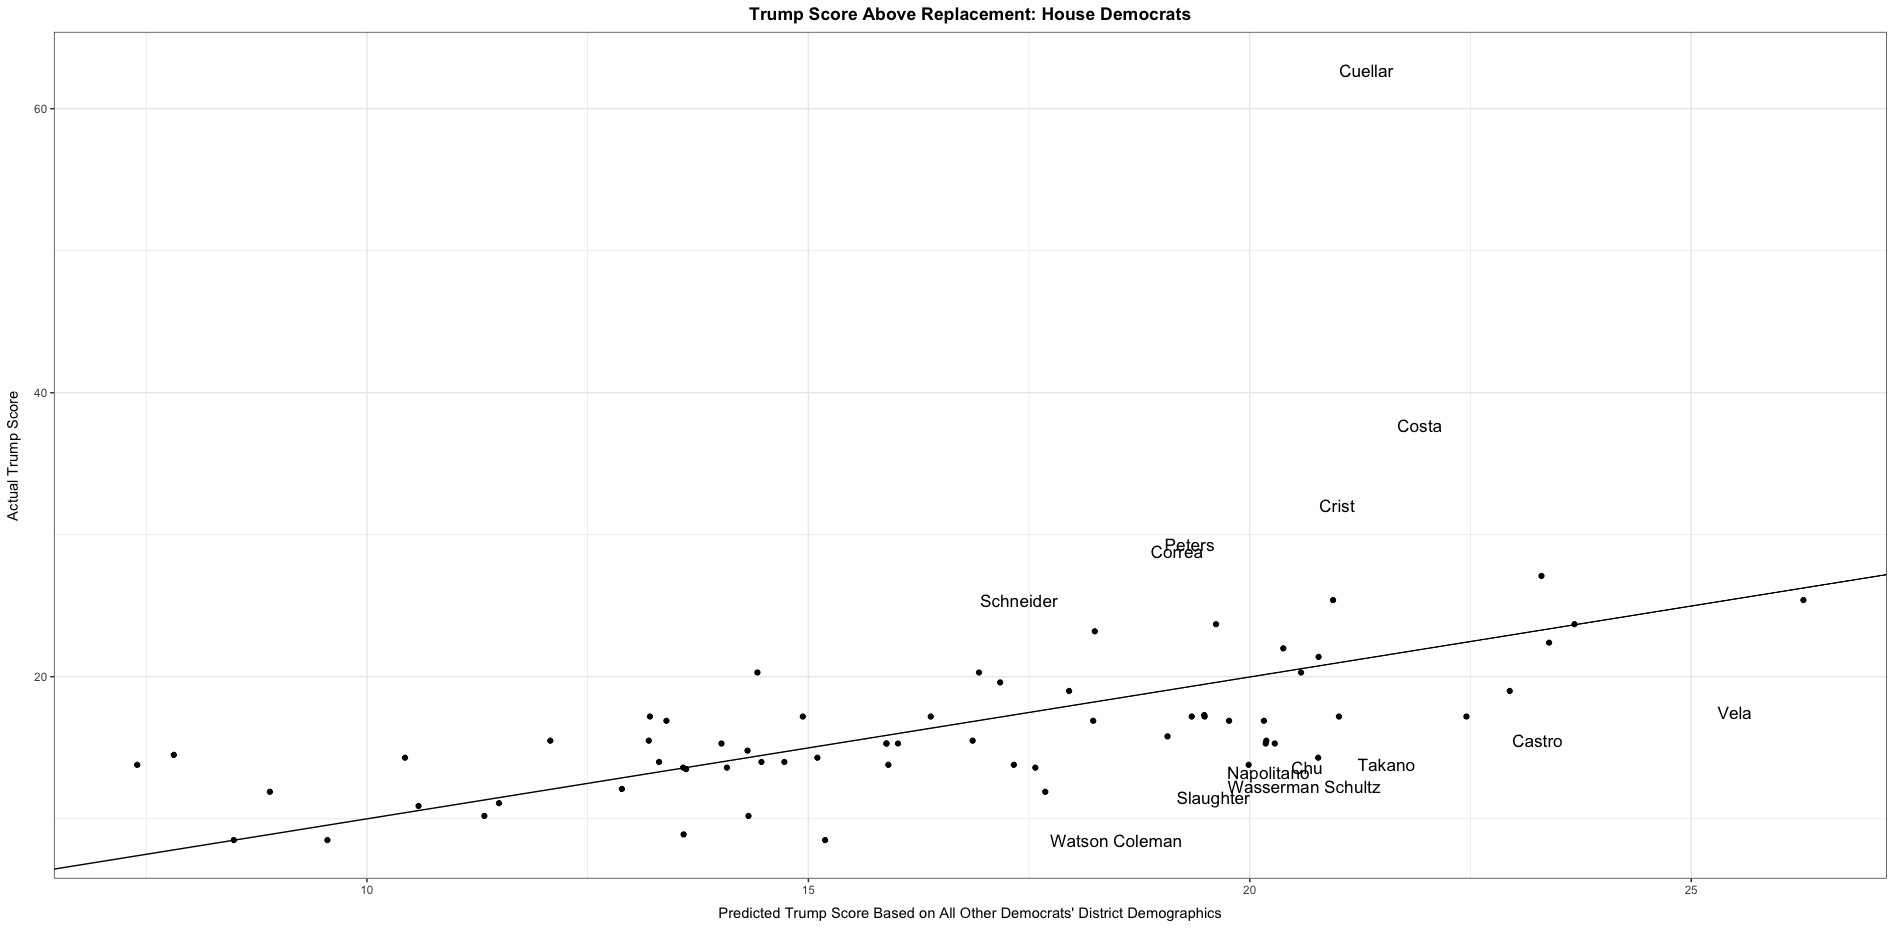 Trump Score Above Replacement: House Democrats
Cuellar
60
Actual Trump Score
40
Costa
Crist
Peters
Correa
Schneider
20
Vela
Castro
Takano
Chu
Napolitano
Wasserman Schultz
Slaughter
Watson Coleman
10
15
20
25
Predicted Trump Score Based on All Other Democrats' District Demographics